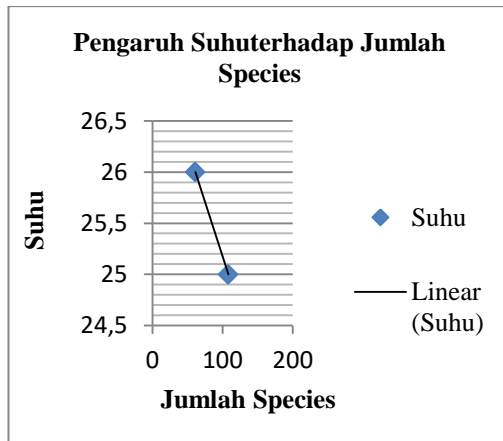 Pengaruh Suhuterhadap Jumlah
Species
26,5
26
25,5
25
24,5
0 100 200
Suhu
Jumlah Species
Suhu
Linear
(Suhu)